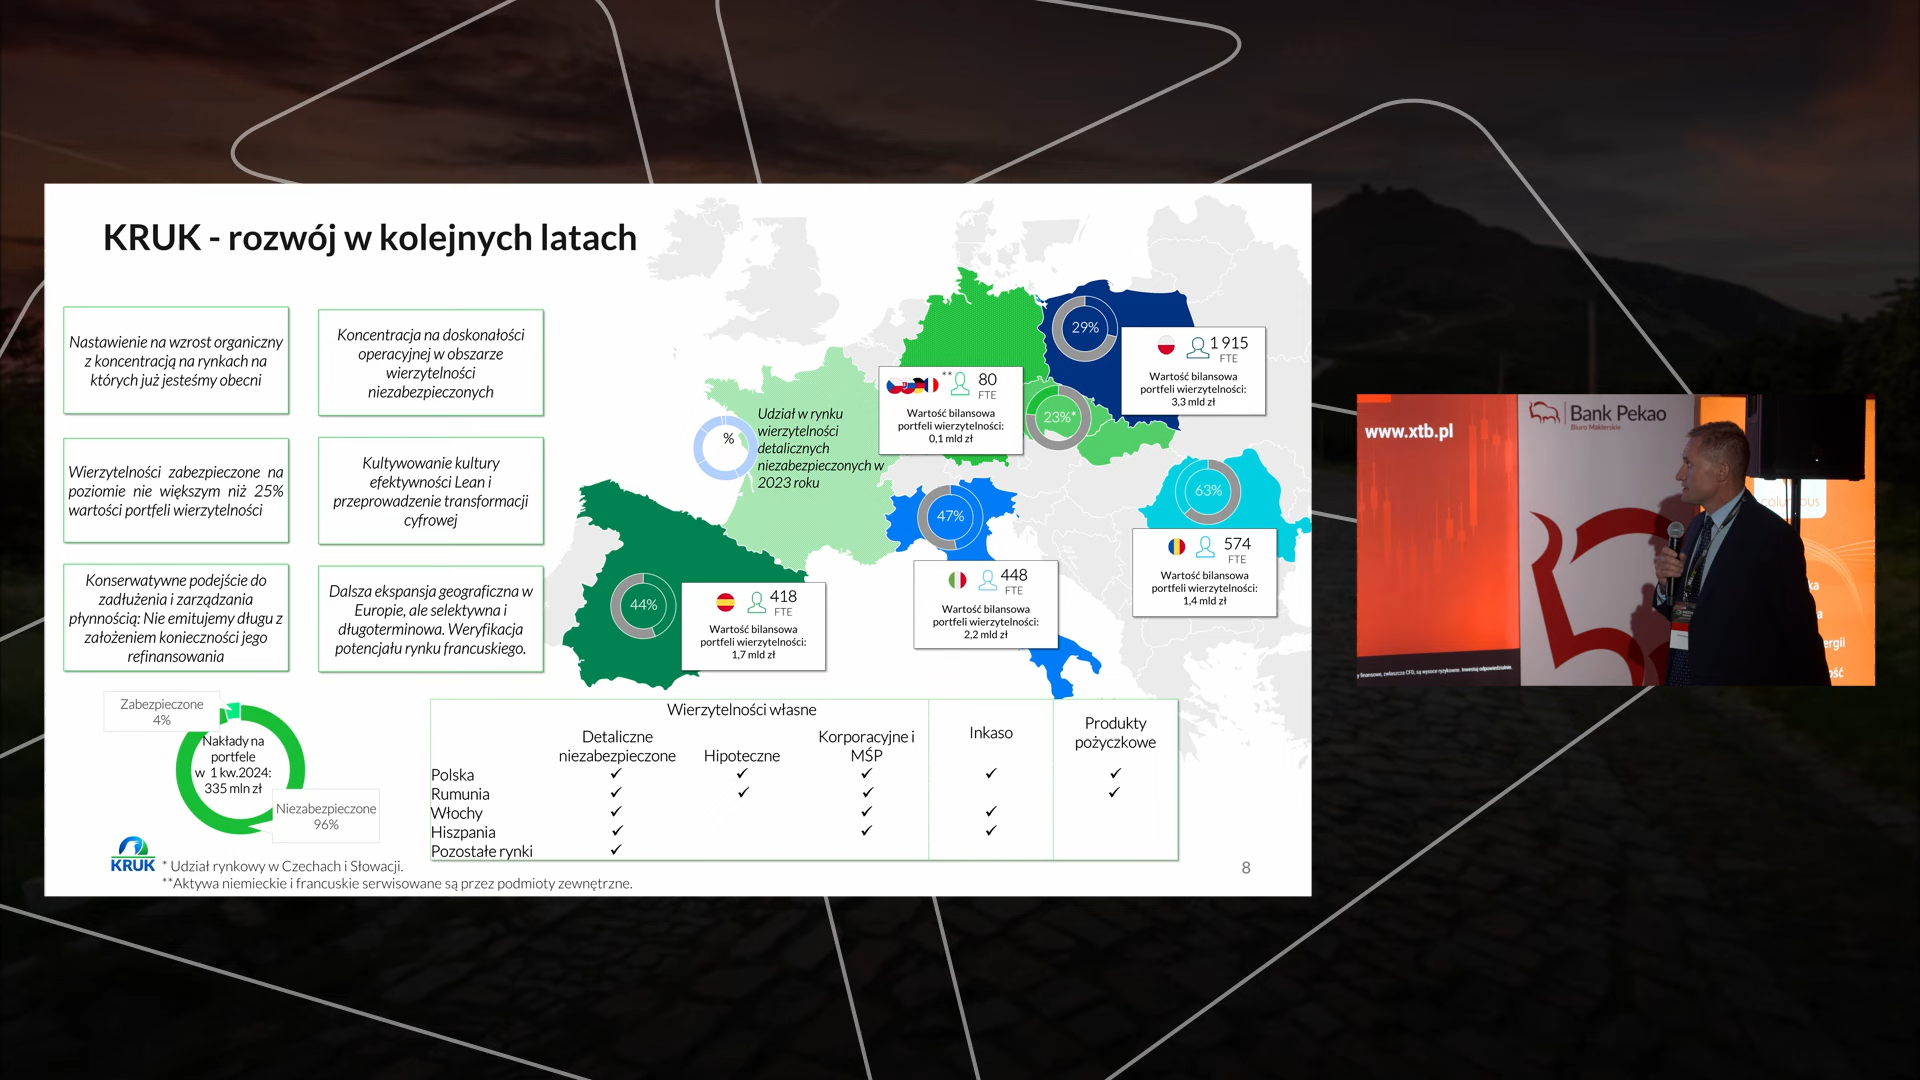 KRUK - rozwój w kolejnych latach
Nastawienie na wzrost organiczny
z koncentracją na rynkach na
których już jesteśmy obecni
Koncentracja na doskonałości
operacyjnej w obszarze
wierzytelności
niezabezpieczonych
Wierzytelności zabezpieczone na
poziomie nie większym niż 25%
wartości portfeli wierzytelności
Kultywowanie kultury
efektywności Lean i
przeprowadzenie transformacji
cyfrowej
Konserwatywne podejście do
zadłużenia i zarządzania
płynnością: Nie emitujemy długu z
założeniem konieczności jego
refinansowania
Dalsza ekspansja geograficzna w
Europie, ale selektywna i
długoterminowa. Weryfikacja
potencjału rynku francuskiego.
%
Udział w rynku
wierzytelności
detalicznych
niezabezpieczonych w
2023 roku
29%
1 915
FTE
Wartość bilansowa
portfeli wierzytelności:
3,3 mld zł
**
80
FTE
Wartość bilansowa
portfeli wierzytelności:
0,1 mld zł
23%*
63%
574
FTE
Wartość bilansowa
portfeli wierzytelności:
1,4 mld zł
47%
448
FTE
Wartość bilansowa
portfeli wierzytelności:
2,2 mld zł
44%
418
FTE
Wartość bilansowa
portfeli wierzytelności:
1,7 mld zł
Zabezpieczone
4%
Nakłady na
portfele
w 1 kw.2024:
335 mln zł
Niezabezpieczone
96%
Wierzytelności własne
Detaliczne
niezabezpieczone
Hipoteczne
Korporacyjne i
MŚP
Inkaso
Produkty
pożyczkowe
Polska ✓ ✓ ✓ ✓ ✓
Rumunia ✓ ✓ ✓ ✓
Włochy ✓ ✓ ✓
Hiszpania ✓ ✓ ✓
Pozostałe rynki ✓
KRUK
* Udział rynkowy w Czechach i Słowacji.
**Aktywa niemieckie i francuskie serwisowane są przez podmioty zewnętrzne.
8
www.xtb.pl
Bank Pekao
Biuro Maklerskie